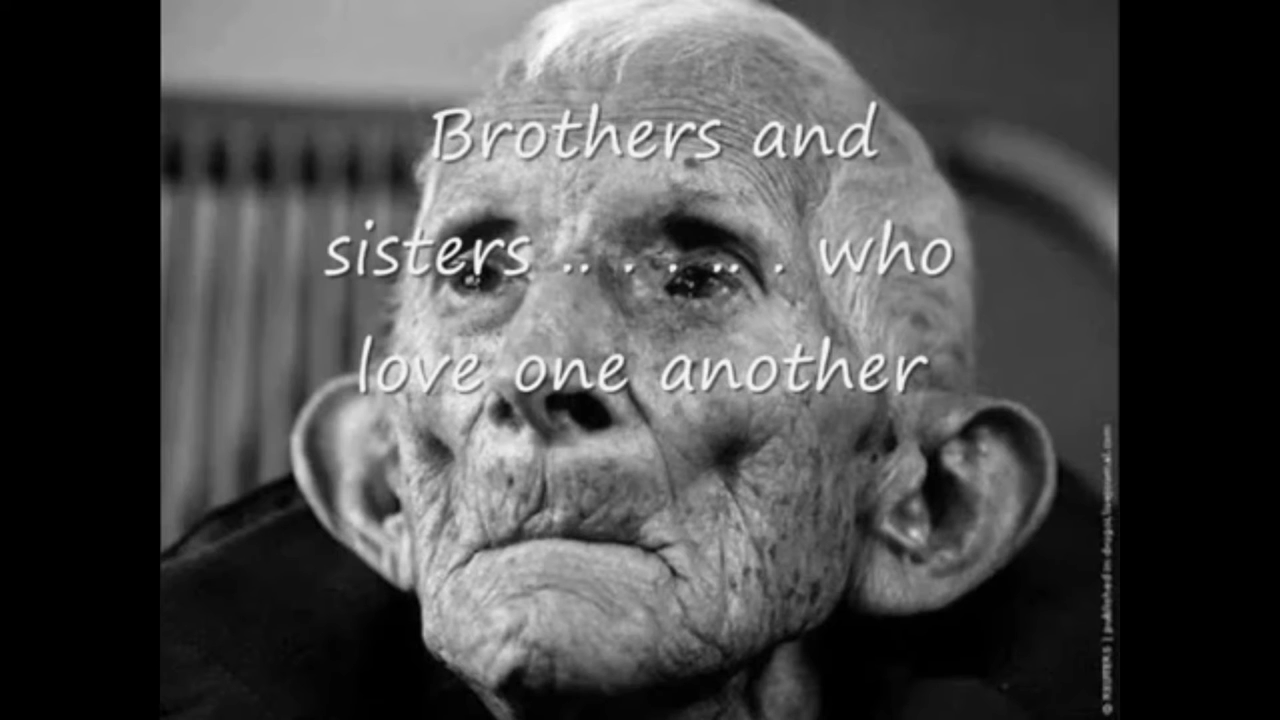 Brothers and
sisters .. . . .. . who
love one another